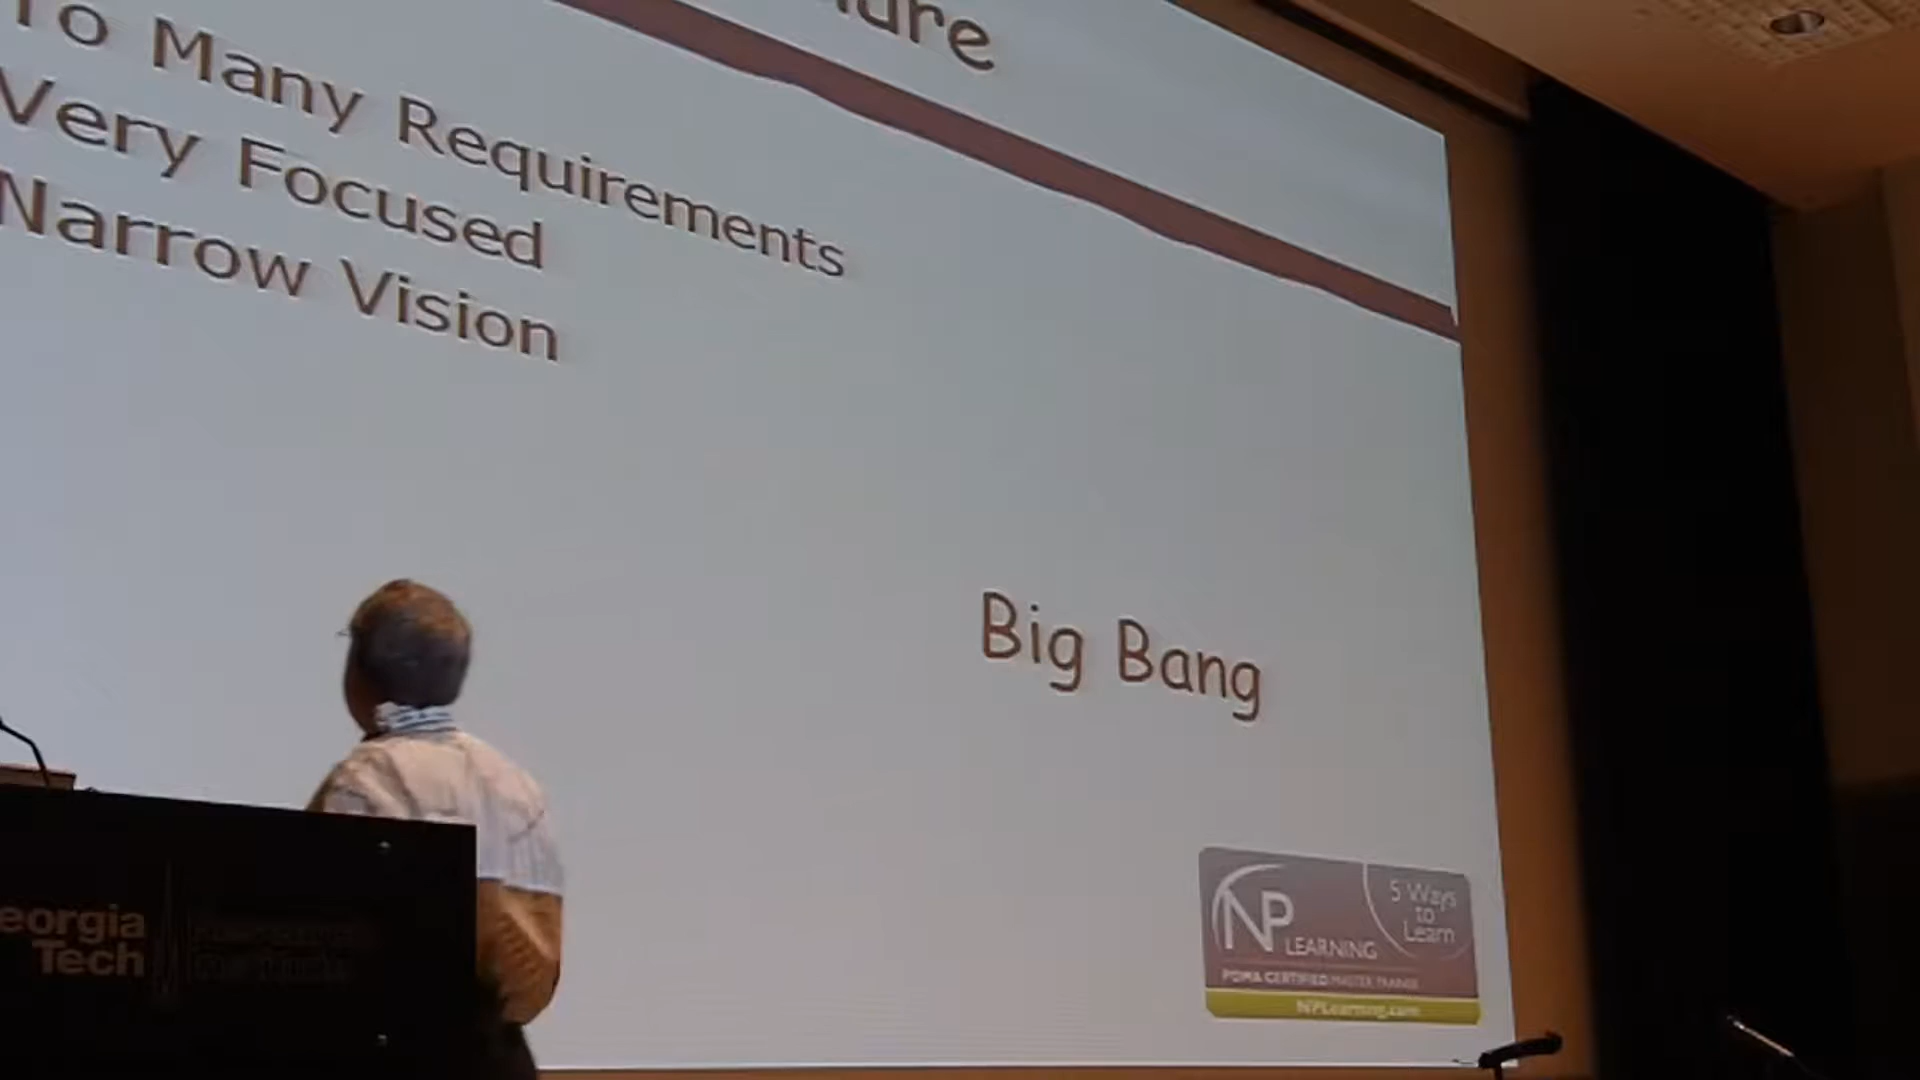 To Many Requirements
Very Focused
Narrow Vision
Big Bang
NP LEARNING
5 Ways
to
Learn
PDMA CERTIFIED MASTER TRAINER
NPLearning.com
eorgia
Tech